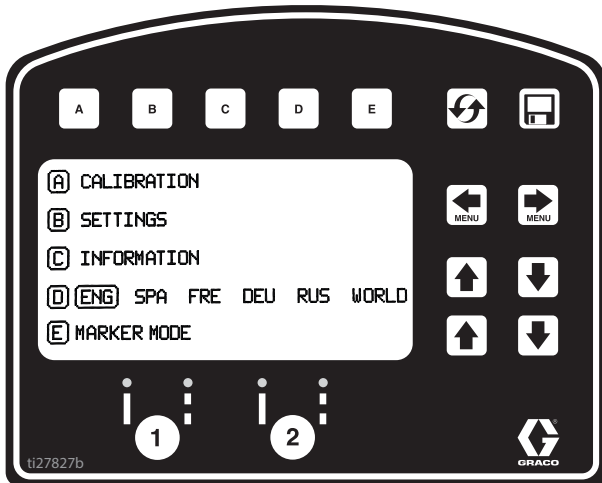 A B C D E
A CALIBRATION
B SETTINGS
C INFORMATION
D ENG SPA FRE DEU RUS WORLD
E MARKER MODE
MENU MENU
1 2
ti27827b
GRACO